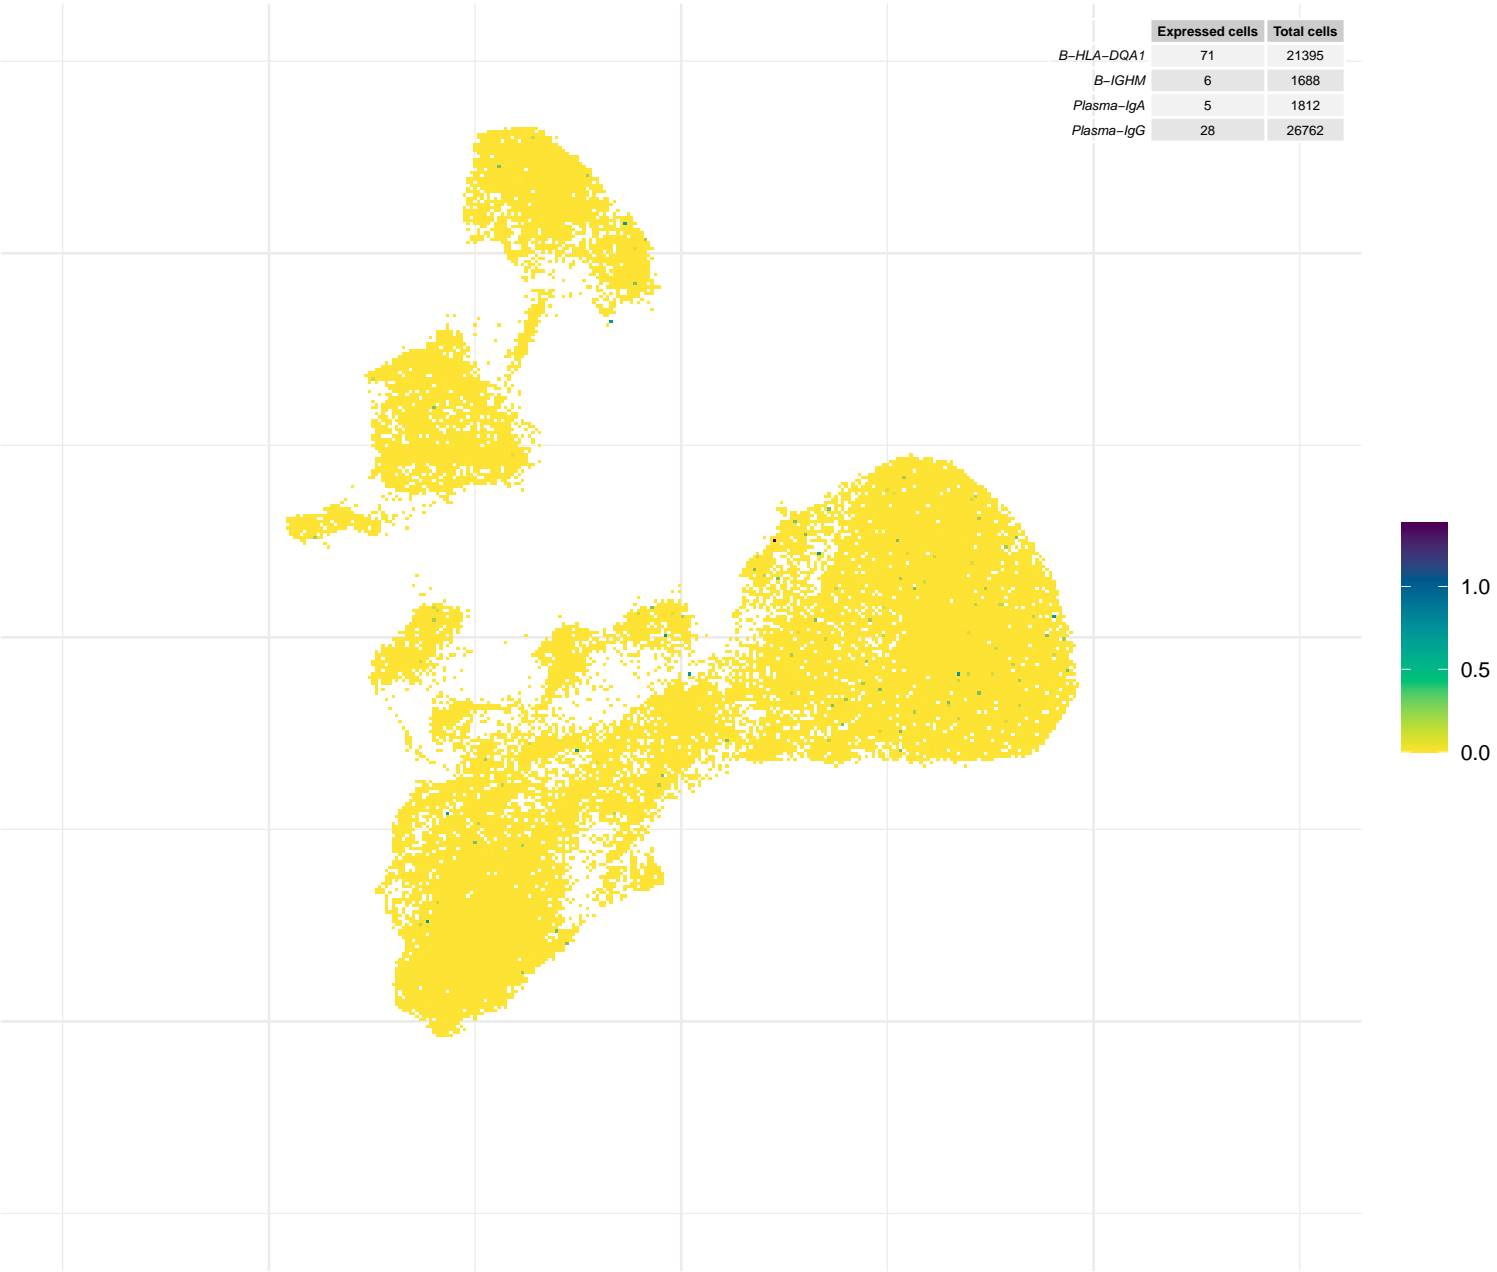 Expressed cells Total cells
B−HLA−DQA1 71 21395
B−IGHM 6 1688
Plasma−IgA 5 1812
Plasma−IgG 28 26762
1.0
0.5
0.0